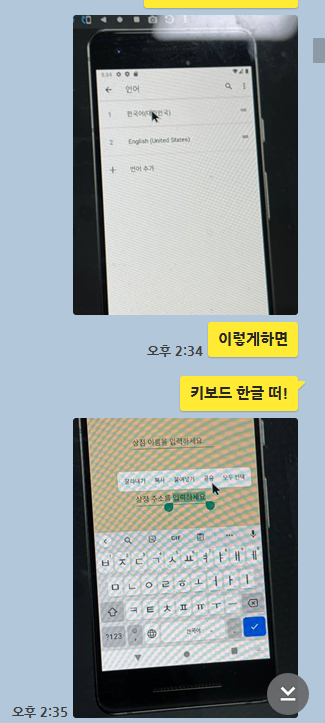 언어
1 한국어(대한민국)
2 English (United States)
+ 언어 추가
이렇게하면
오후 2:34
키보드 한글 떠!
상점 이름을 입력하세요
잘라내기 복사 붙여넣기 공유 모두 선택
상점 주소를 입력하세요
GIF
ㅂ ㅈ ㄷ ㄱ ㅅ ㅛ ㅕ ㅑ ㅐ ㅔ
ㅁ ㄴ ㅇ ㄹ ㅎ ㅗ ㅓ ㅏ ㅣ
ㅋ ㅌ ㅊ ㅍ ㅠ ㅜ ㅡ
?123 한국어
오후 2:35